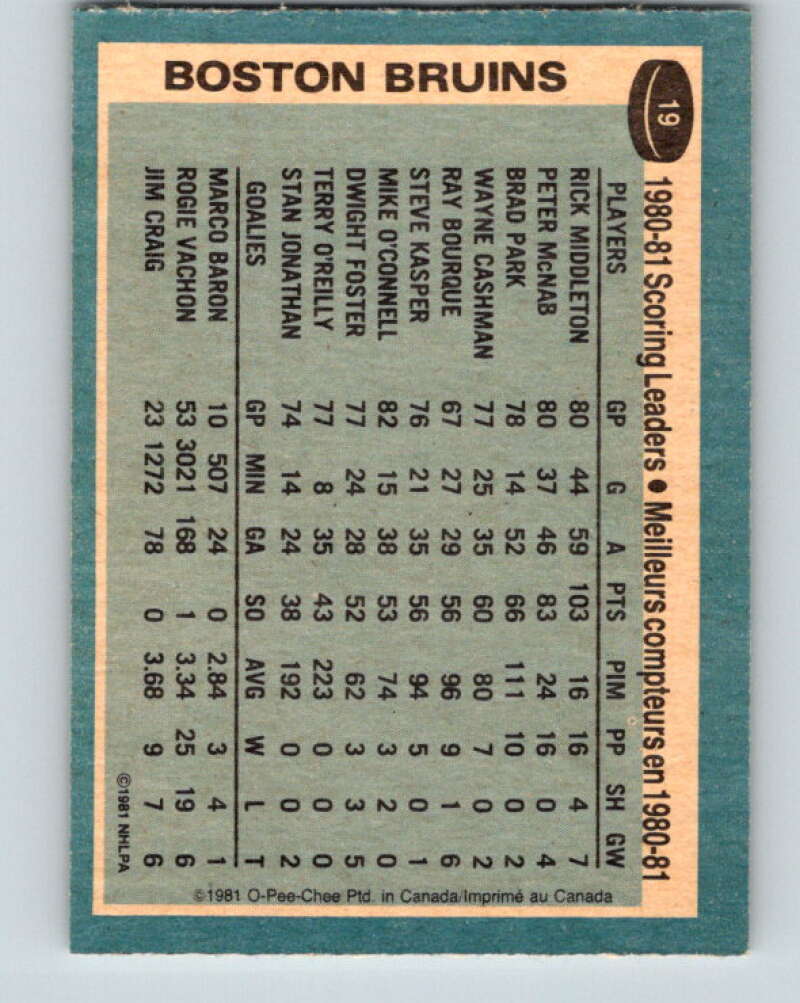 BOSTON BRUINS
19
1980-81 Scoring Leaders • Meilleurs compteurs en 1980-81
PLAYERS GP G A PTS PIM PP SH GW
RICK MIDDLETON 80 44 59 103 16 16 4 7
PETER McNAB 80 37 46 83 24 16 0 4
BRAD PARK 78 14 52 66 111 10 0 2
WAYNE CASHMAN 77 25 35 60 80 7 0 2
RAY BOURQUE 67 27 29 56 96 9 1 6
STEVE KASPER 76 21 35 56 94 5 0 1
MIKE O'CONNELL 82 15 38 53 74 3 2 0
DWIGHT FOSTER 77 24 28 52 62 3 3 5
TERRY O'REILLY 77 8 35 43 223 0 0 0
STAN JONATHAN 74 14 24 38 192 0 0 2
GOALIES GP MIN GA SO AVG W L T
MARCO BARON 10 507 24 0 2.84 3 4 1
ROGIE VACHON 53 3021 168 1 3.34 25 19 6
JIM CRAIG 23 1272 78 0 3.68 9 7 6
©1981 NHLPA
©1981 O-Pee-Chee Ptd. in Canada/Imprimé au Canada